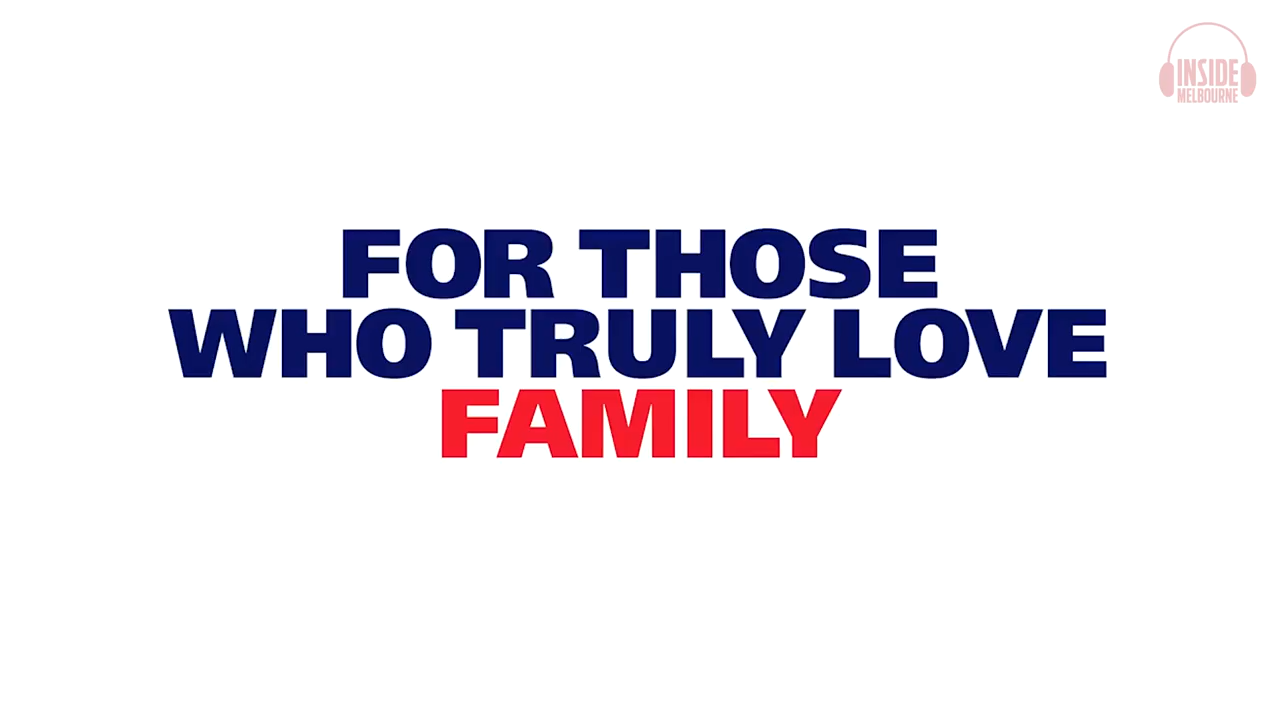 INSIDE
MELBOURNE
FOR THOSE
WHO TRULY LOVE
FAMILY